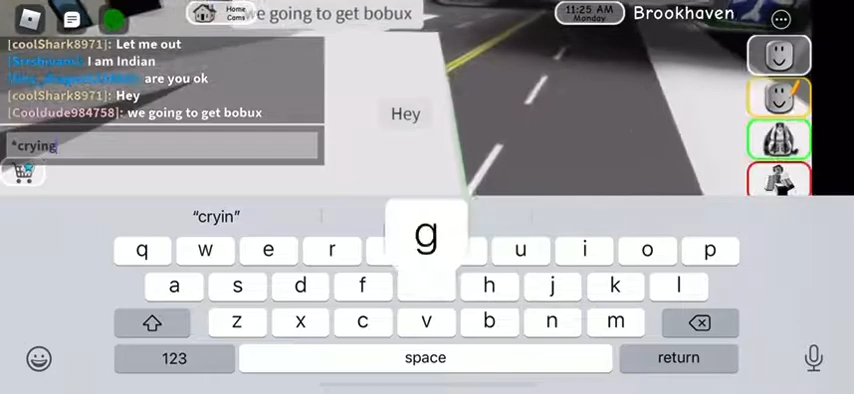 Home
Coms
we going to get bobux
11:25 AM
Monday
Brookhaven
[coolShark8971]: Let me out
I am Indian
are you ok
[coolShark8971]: Hey
[Cooldude984758]: we going to get bobux
Hey
*crying
“cryin”
g
q w e r u i o p
a s d f h j k l
z x c v b n m
123 space return